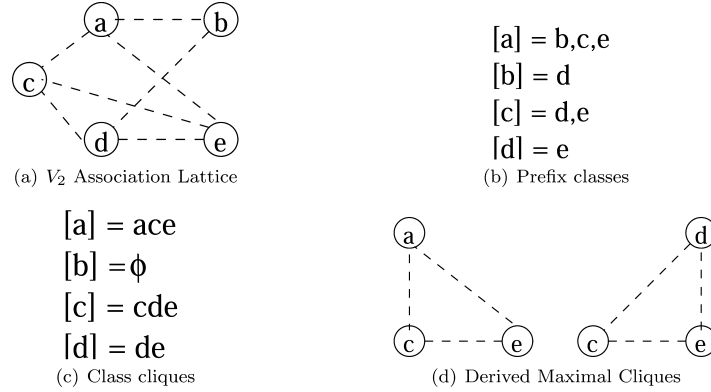 a b
c
d e
(a) V₂ Association Lattice
[a] = b,c,e
[b] = d
[c] = d,e
[d] = e
(b) Prefix classes
[a] = ace
[b] =ϕ
[c] = cde
[d] = de
(c) Class cliques
a d
c e c e
(d) Derived Maximal Cliques